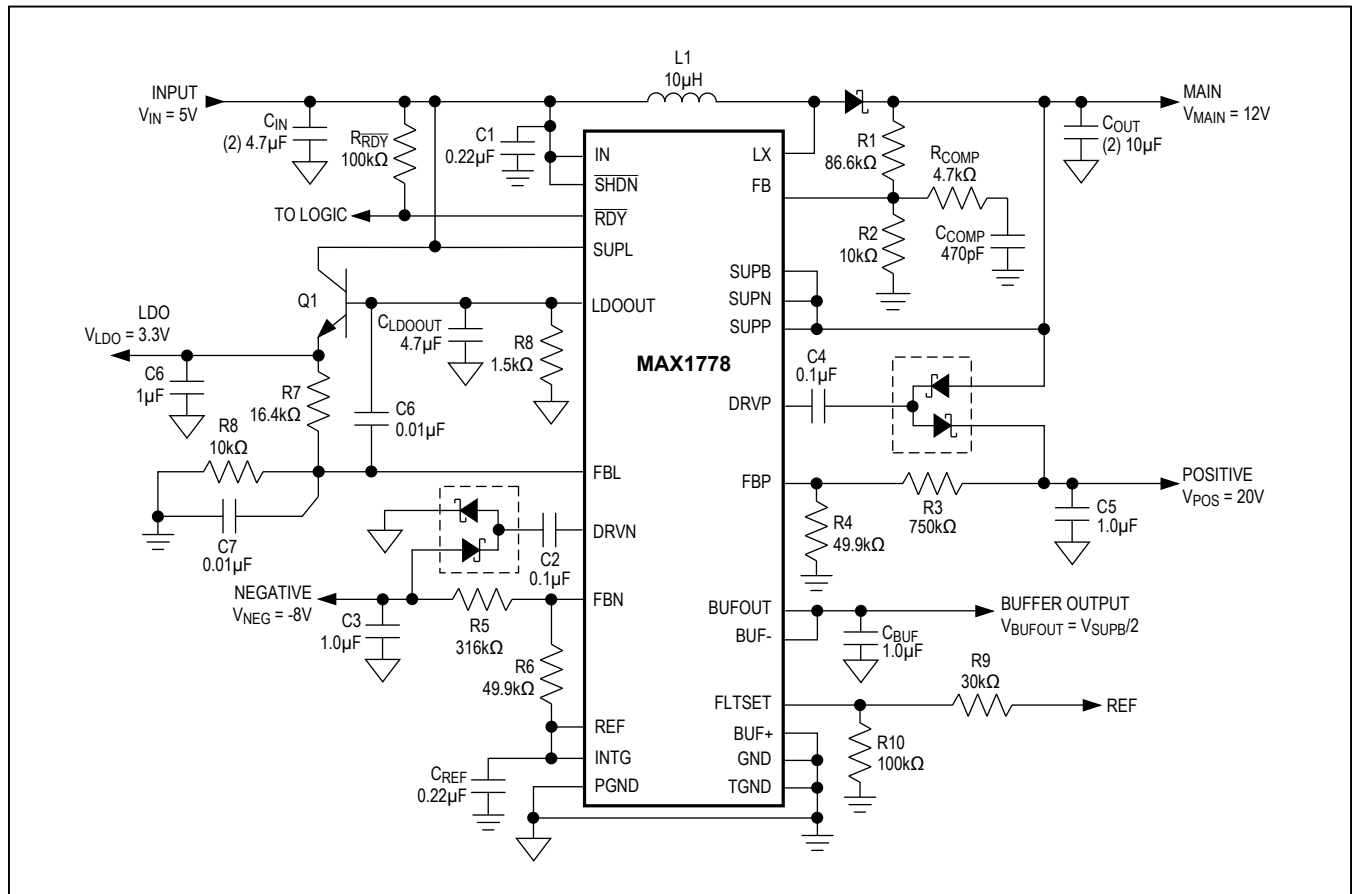 L1
10µH
INPUT
V_IN = 5V
C_IN
(2) 4.7µF
R_R̅D̅Y̅
100kΩ
C1
0.22µF
MAIN
V_MAIN = 12V
C_OUT
(2) 10µF
R1
86.6kΩ
R_COMP
4.7kΩ
C_COMP
470pF
R2
10kΩ
IN
S̅H̅D̅N̅
R̅D̅Y̅
SUPL
LDOOUT
FBL
DRVN
FBN
REF
INTG
PGND
MAX1778
LX
FB
SUPB
SUPN
SUPP
DRVP
FBP
BUFOUT
BUF-
FLTSET
BUF+
GND
TGND
TO LOGIC
Q1
LDO
V_LDO = 3.3V
C6
1µF
R7
16.4kΩ
C_LDOOUT
4.7µF
R8
1.5kΩ
C6
0.01µF
R8
10kΩ
C7
0.01µF
C2
0.1µF
NEGATIVE
V_NEG = -8V
C3
1.0µF
R5
316kΩ
R6
49.9kΩ
C_REF
0.22µF
C4
0.1µF
R3
750kΩ
R4
49.9kΩ
C5
1.0µF
POSITIVE
V_POS = 20V
BUFFER OUTPUT
V_BUFOUT = V_SUPB/2
C_BUF
1.0µF
R9
30kΩ
REF
R10
100kΩ